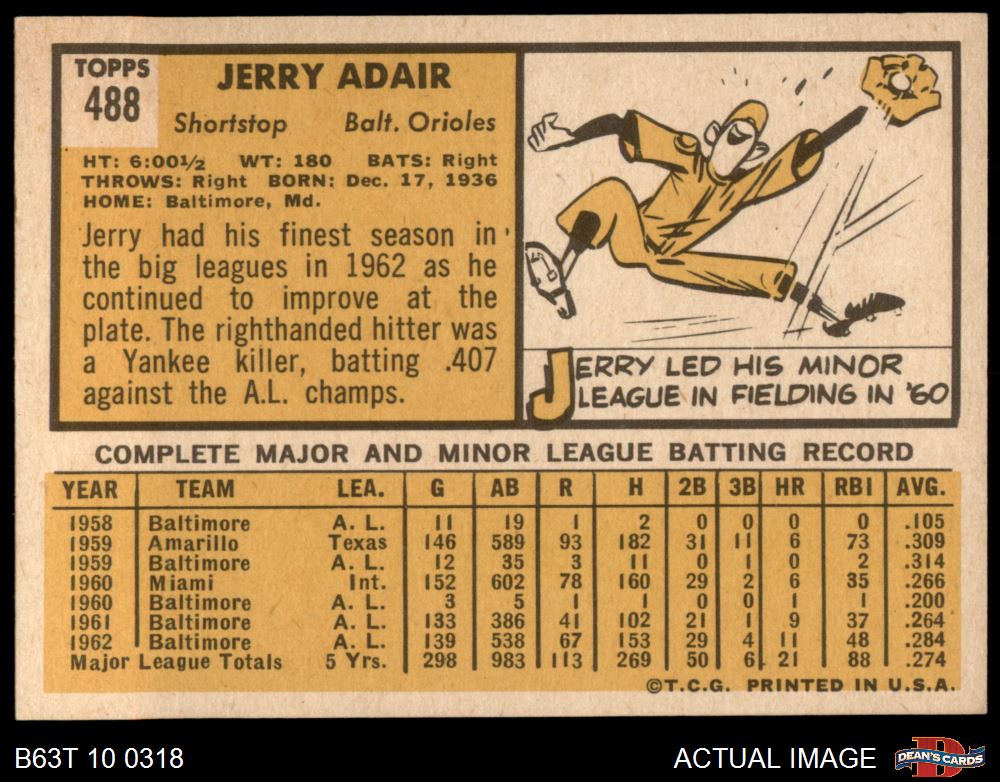 TOPPS
488
JERRY ADAIR
Shortstop Balt. Orioles
HT: 6:00½ WT: 180 BATS: Right
THROWS: Right BORN: Dec. 17, 1936
HOME: Baltimore, Md.
Jerry had his finest season in
the big leagues in 1962 as he
continued to improve at the
plate. The righthanded hitter was
a Yankee killer, batting .407
against the A.L. champs.
JERRY LED HIS MINOR
LEAGUE IN FIELDING IN '60
COMPLETE MAJOR AND MINOR LEAGUE BATTING RECORD
YEAR TEAM LEA. G AB R H 2B 3B HR RBI AVG.
1958 Baltimore A. L. 11 19 1 2 0 0 0 0 .105
1959 Amarillo Texas 146 589 93 182 31 11 6 73 .309
1959 Baltimore A. L. 12 35 3 11 0 1 0 2 .314
1960 Miami Int. 152 602 78 160 29 2 6 35 .266
1960 Baltimore A. L. 3 5 1 1 0 0 1 1 .200
1961 Baltimore A. L. 133 386 41 102 21 1 9 37 .264
1962 Baltimore A. L. 139 538 67 153 29 4 11 48 .284
Major League Totals 5 Yrs. 298 983 113 269 50 6 21 88 .274
©T.C.G. PRINTED IN U.S.A.
B63T 10 0318
ACTUAL IMAGE
D
DEAN'S CARDS